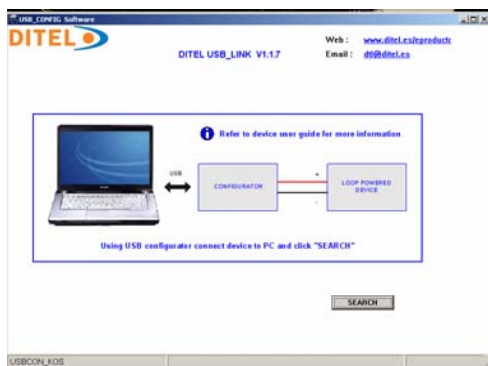 USB_CONFIG Software
DITEL
Web : www.ditel.es/eproducts
DITEL USB_LINK V1.1.7
Email : dtl@ditel.es
Refer to device user guide for more information
USB
CONFIGURATOR
+
-
LOOP POWERED
DEVICE
Using USB configurator connect device to PC and click "SEARCH"
SEARCH
USBCON_KOS